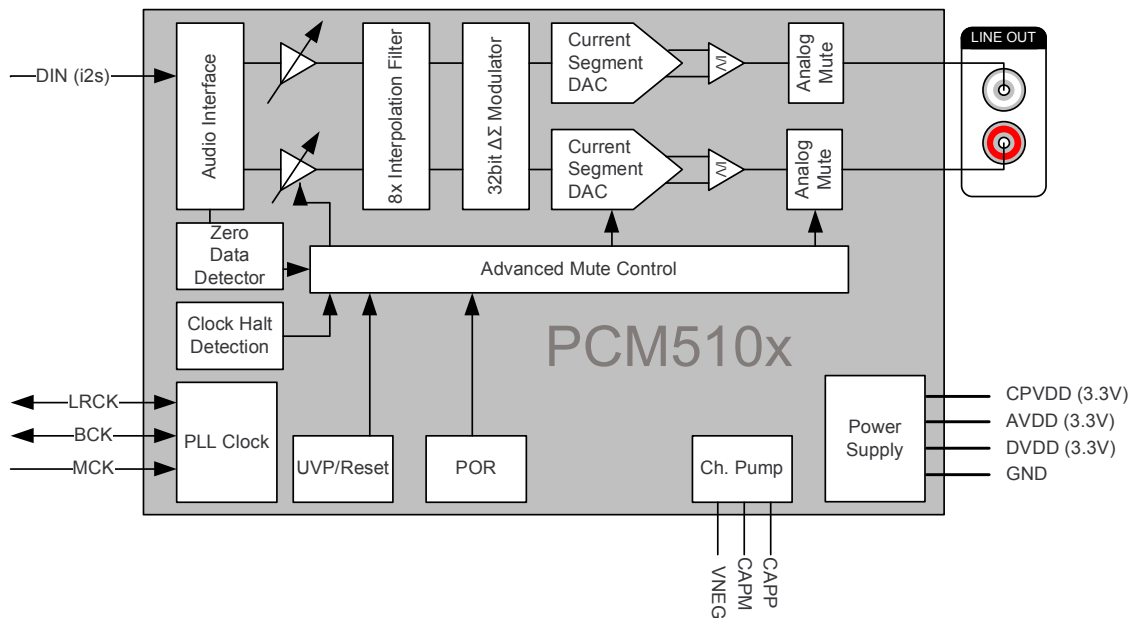 DIN (i2s)
Audio Interface
8x Interpolation Filter
32bit ΔΣ Modulator
Current
Segment
DAC
I/V
Analog
Mute
LINE OUT
Current
Segment
DAC
I/V
Analog
Mute
Zero
Data
Detector
Advanced Mute Control
Clock Halt
Detection
PCM510x
LRCK
BCK
MCK
PLL Clock
UVP/Reset
POR
Ch. Pump
Power
Supply
CPVDD (3.3V)
AVDD (3.3V)
DVDD (3.3V)
GND
VNEG
CAPM
CAPP